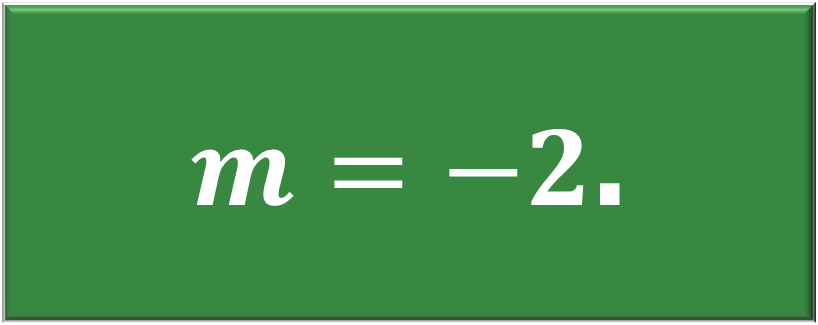 m = −2.